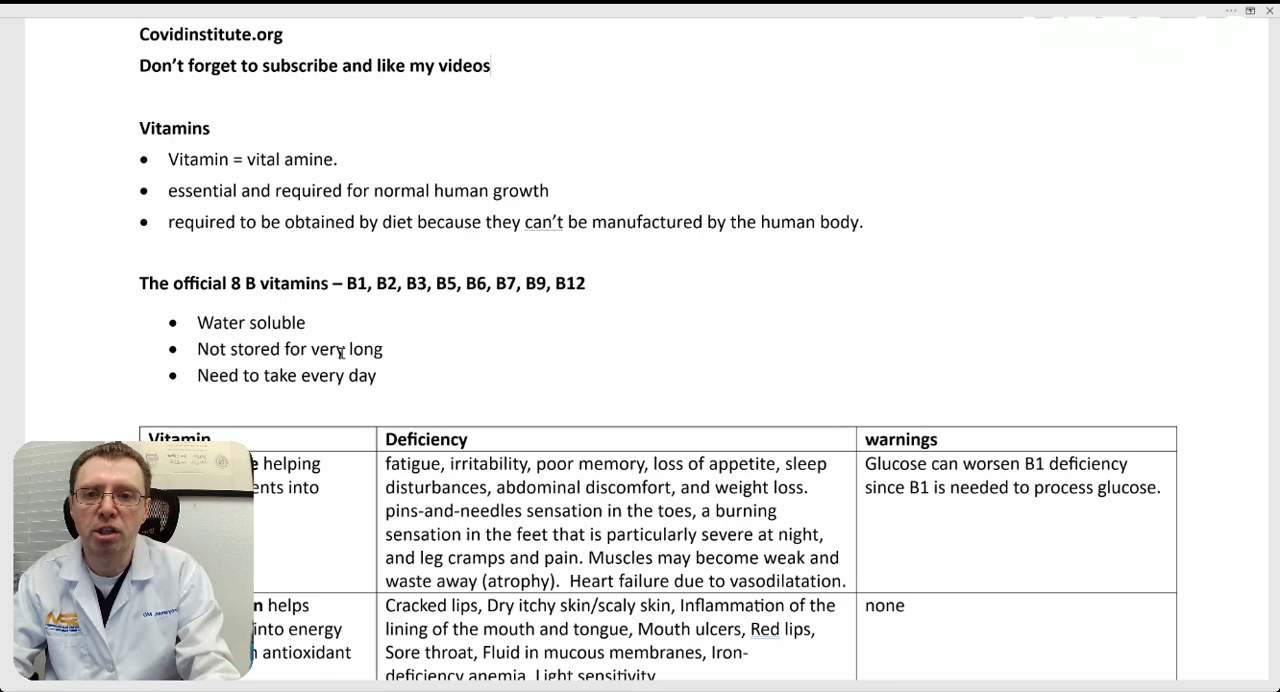 Covidinstitute.org
Don’t forget to subscribe and like my videos
Vitamins
• Vitamin = vital amine.
• essential and required for normal human growth
• required to be obtained by diet because they can’t be manufactured by the human body.
The official 8 B vitamins – B1, B2, B3, B5, B6, B7, B9, B12
• Water soluble
• Not stored for very long
• Need to take every day
Vitamin Deficiency warnings
helping
into
fatigue, irritability, poor memory, loss of appetite, sleep
disturbances, abdominal discomfort, and weight loss.
pins-and-needles sensation in the toes, a burning
sensation in the feet that is particularly severe at night,
and leg cramps and pain. Muscles may become weak and
waste away (atrophy). Heart failure due to vasodilatation.
Glucose can worsen B1 deficiency
since B1 is needed to process glucose.
helps
into energy
antioxidant
Cracked lips, Dry itchy skin/scaly skin, Inflammation of the
lining of the mouth and tongue, Mouth ulcers, Red lips,
Sore throat, Fluid in mucous membranes, Iron-
deficiency anemia, Light sensitivity
none